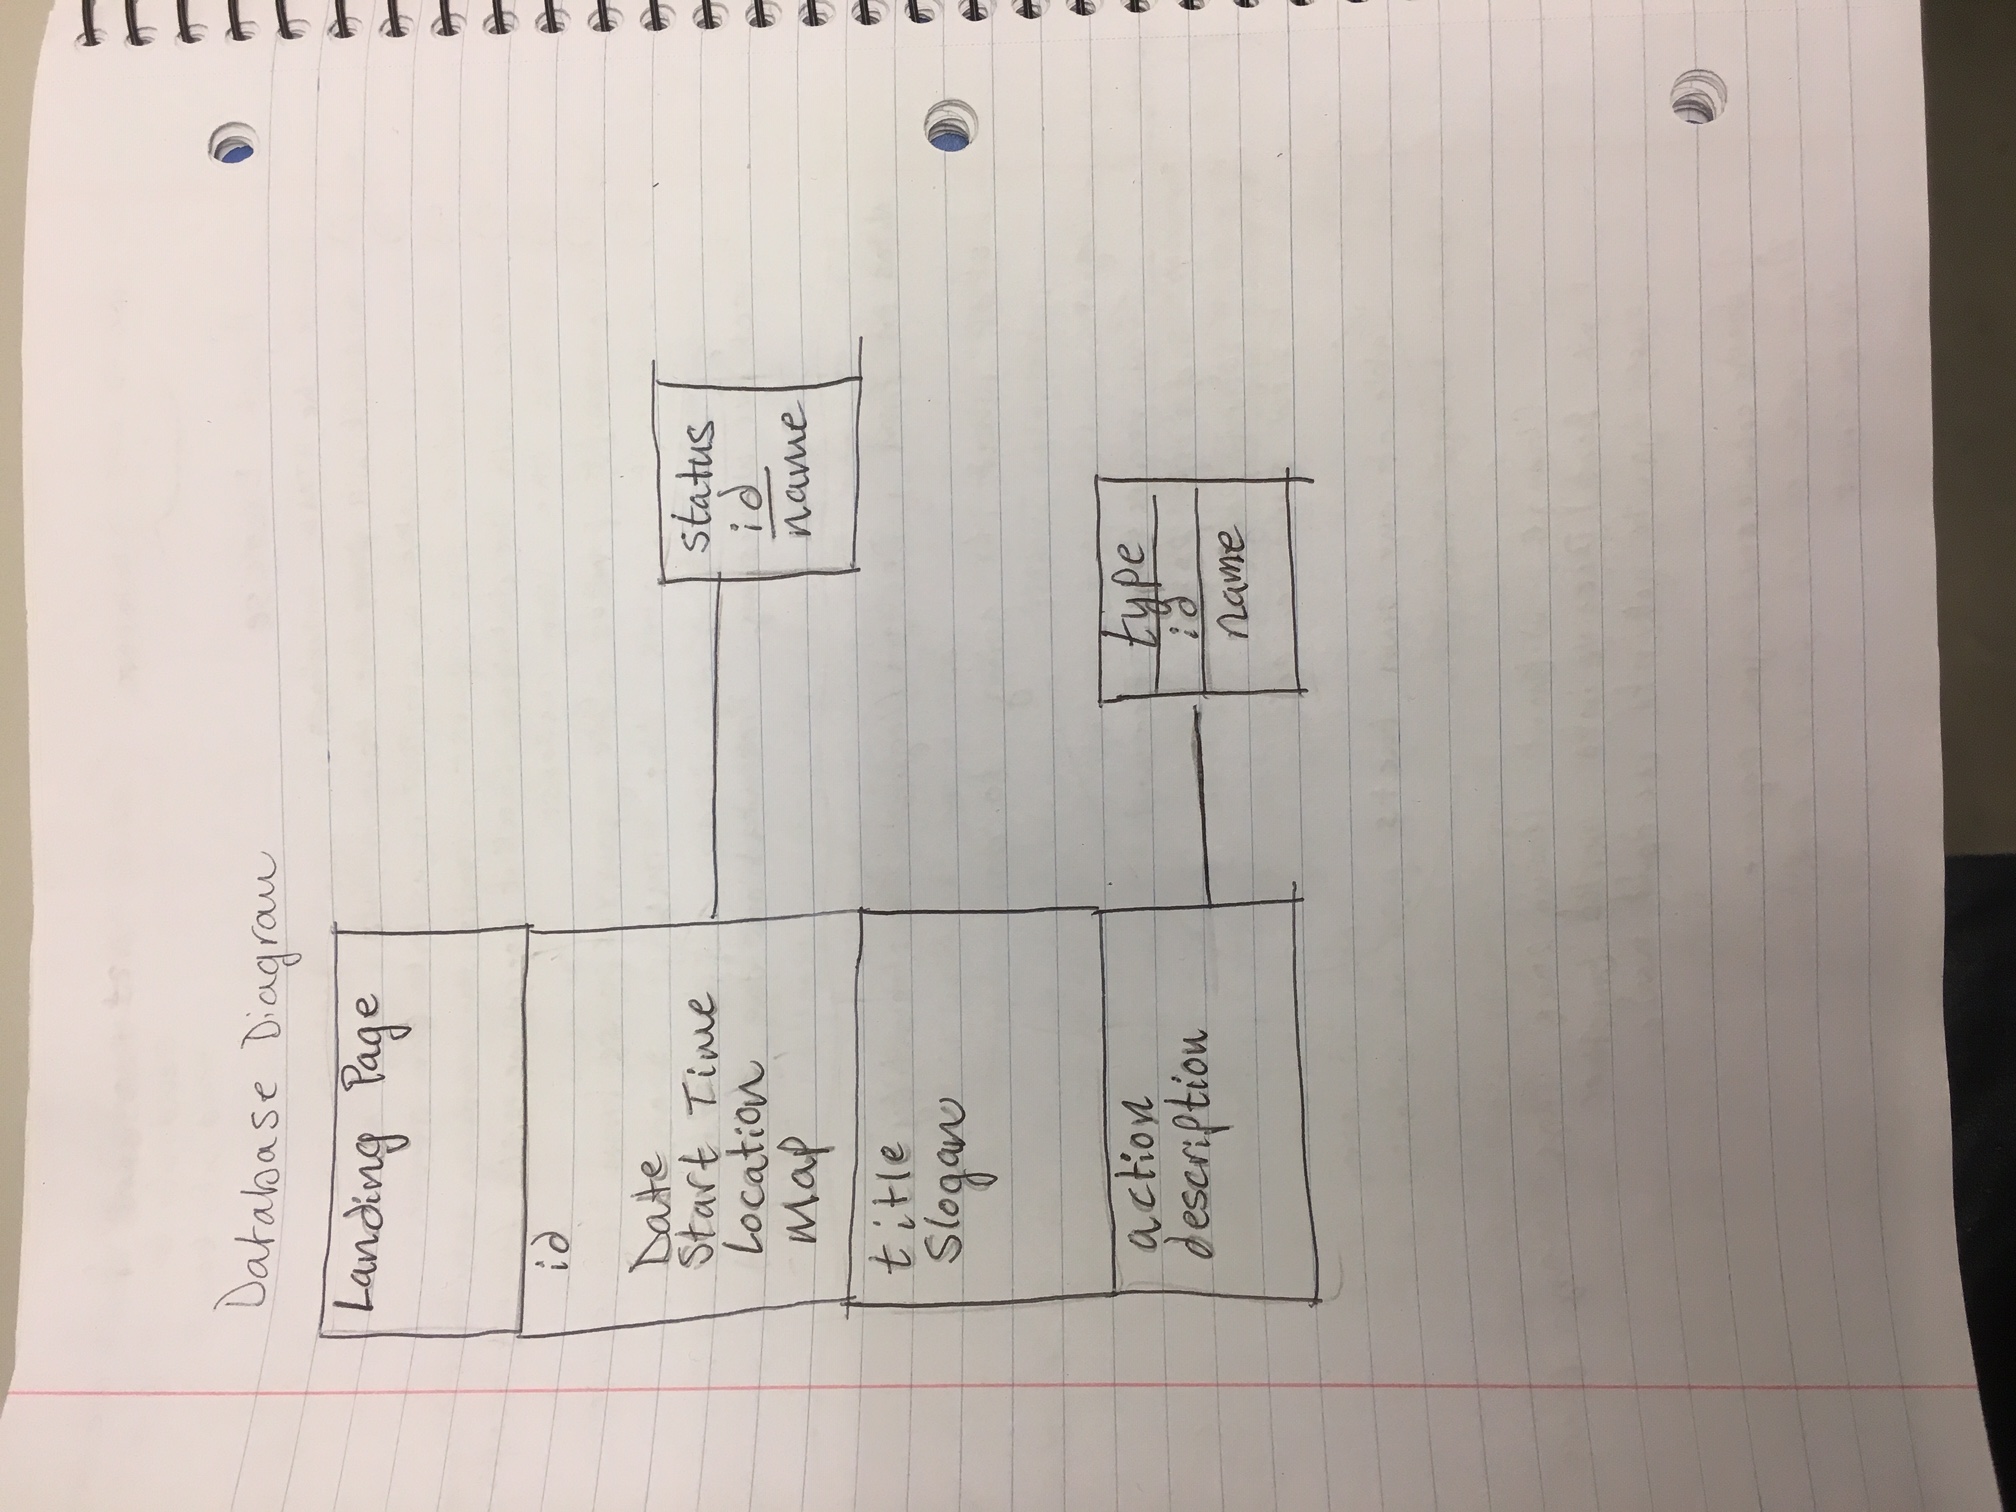 Database Diagram
Landing Page
id
Date
Start Time
Location
Map
title
Slogan
action
description
status
id
name
type
id
name